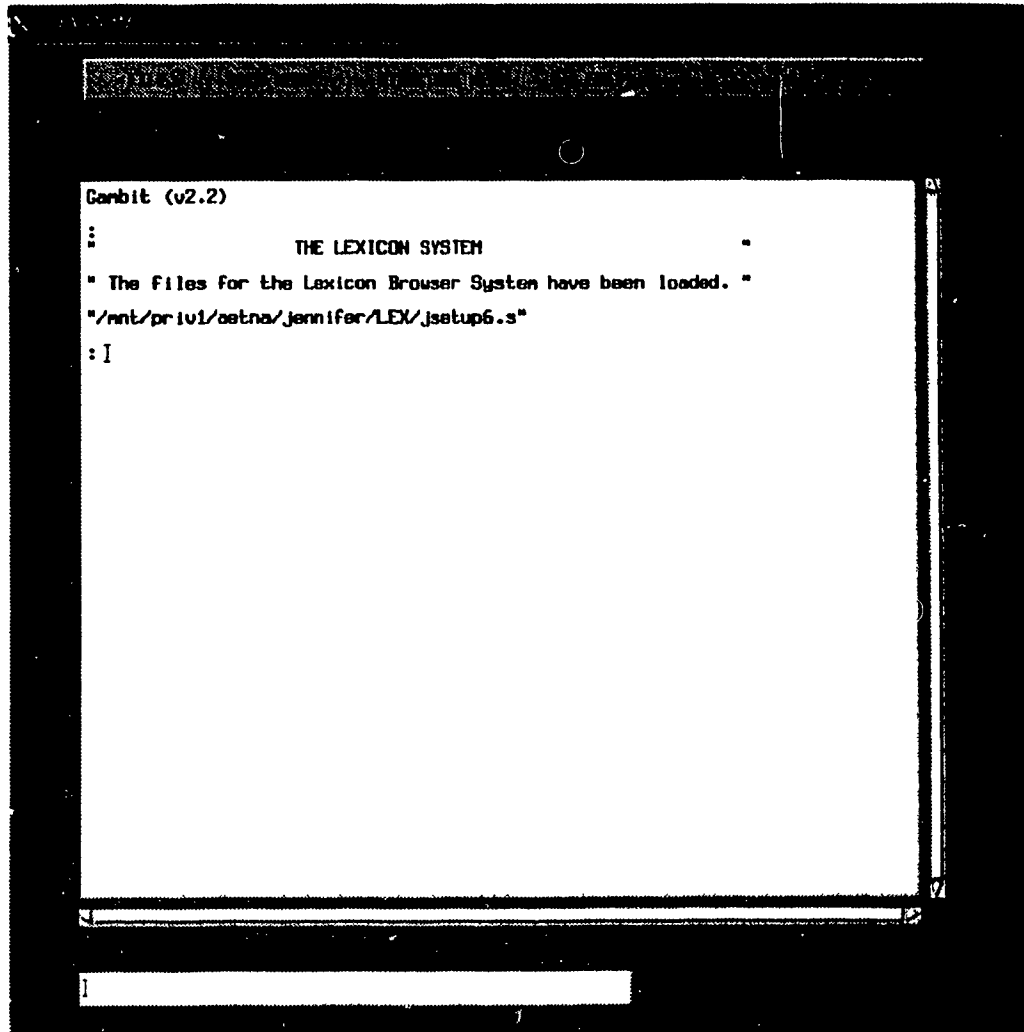 Gambit (v2.2)
:
" THE LEXICON SYSTEM "
" The files for the Lexicon Browser System have been loaded. "
"/mnt/priv1/aetna/jennifer/LEX/jsetup6.s"
: